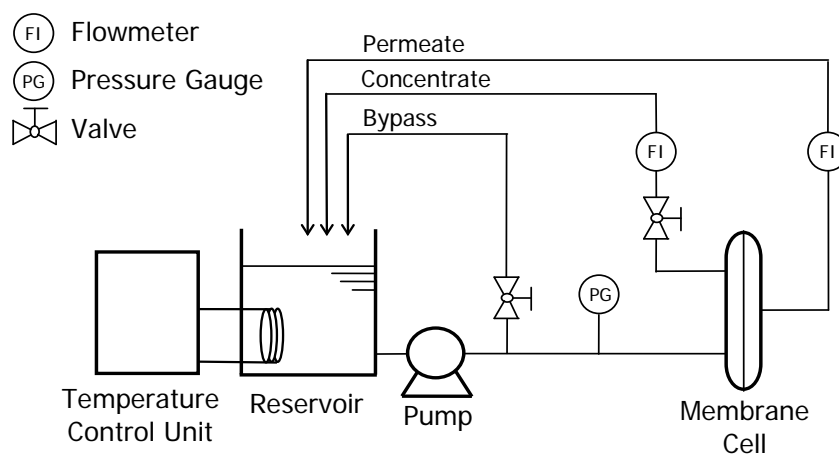 FI Flowmeter
PG Pressure Gauge
Valve
Permeate
Concentrate
Bypass
FI
FI
PG
Temperature
Control Unit
Reservoir
Pump
Membrane
Cell